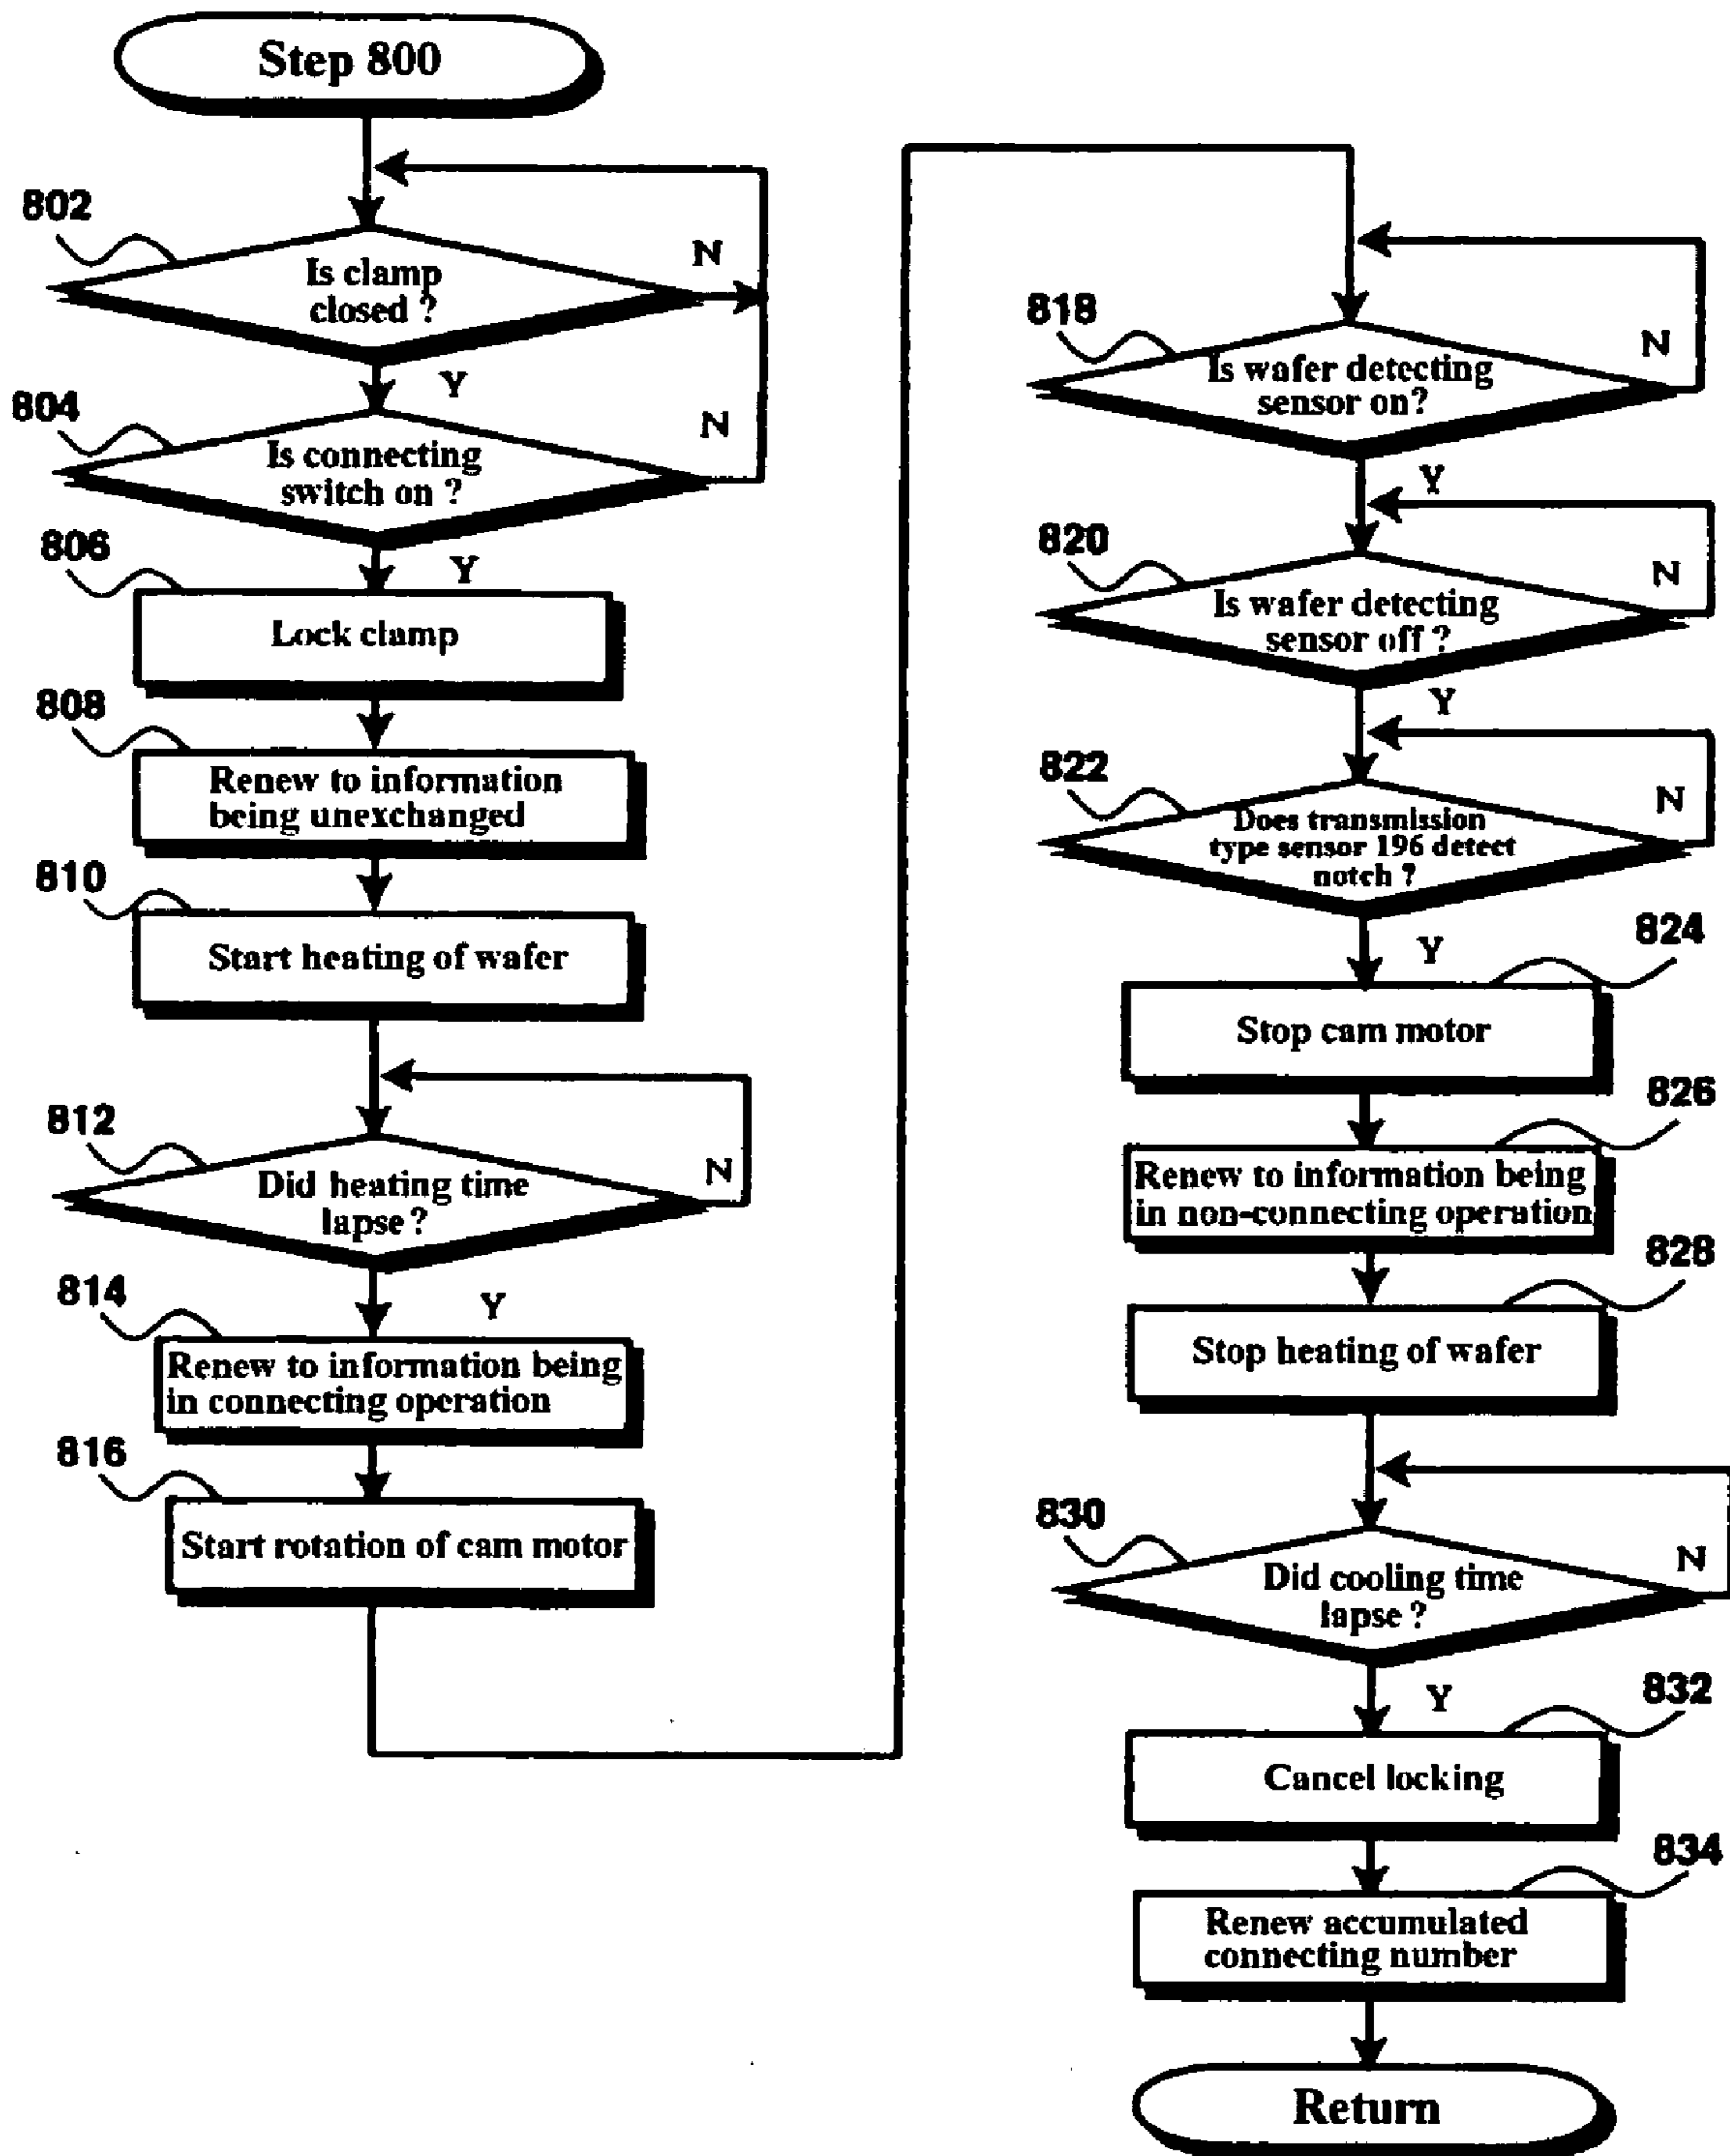 Step 800
802
Is clamp
closed ?
N
Y
804
Is connecting
switch on ?
N
Y
806
Lock clamp
808
Renew to information
being unexchanged
810
Start heating of wafer
812
Did heating time
lapse ?
N
Y
814
Renew to information being
in connecting operation
816
Start rotation of cam motor
818
Is wafer detecting
sensor on?
N
Y
820
Is wafer detecting
sensor off ?
N
Y
822
Does transmission
type sensor 196 detect
notch ?
N
Y
824
Stop cam motor
826
Renew to information being
in non-connecting operation
828
Stop heating of wafer
830
Did cooling time
lapse ?
N
Y
832
Cancel locking
834
Renew accumulated
connecting number
Return